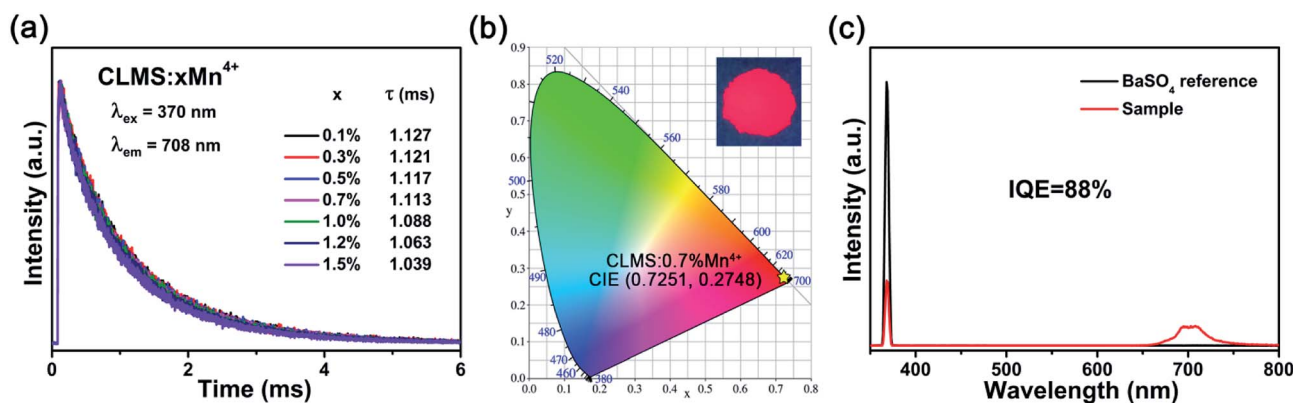 (a)
Intensity (a.u.)
CLMS:xMn⁴⁺
λex = 370 nm
λem = 708 nm
x τ (ms)
0.1% 1.127
0.3% 1.121
0.5% 1.117
0.7% 1.113
1.0% 1.088
1.2% 1.063
1.5% 1.039
0 2 4 6
Time (ms)
(b)
0.9
0.8
0.7
0.6
0.5
0.5
y
0.4
0.3
0.2
0.1
0.0
520
540
560
580
600
620
700
500
490
480
470
460
380
CLMS:0.7%Mn⁴⁺
CIE (0.7251, 0.2748)
0.0 0.1 0.2 0.3 0.4 0.5 0.6 0.7 0.8
x
(c)
Intensity (a.u.)
BaSO₄ reference
Sample
IQE=88%
400 500 600 700 800
Wavelength (nm)